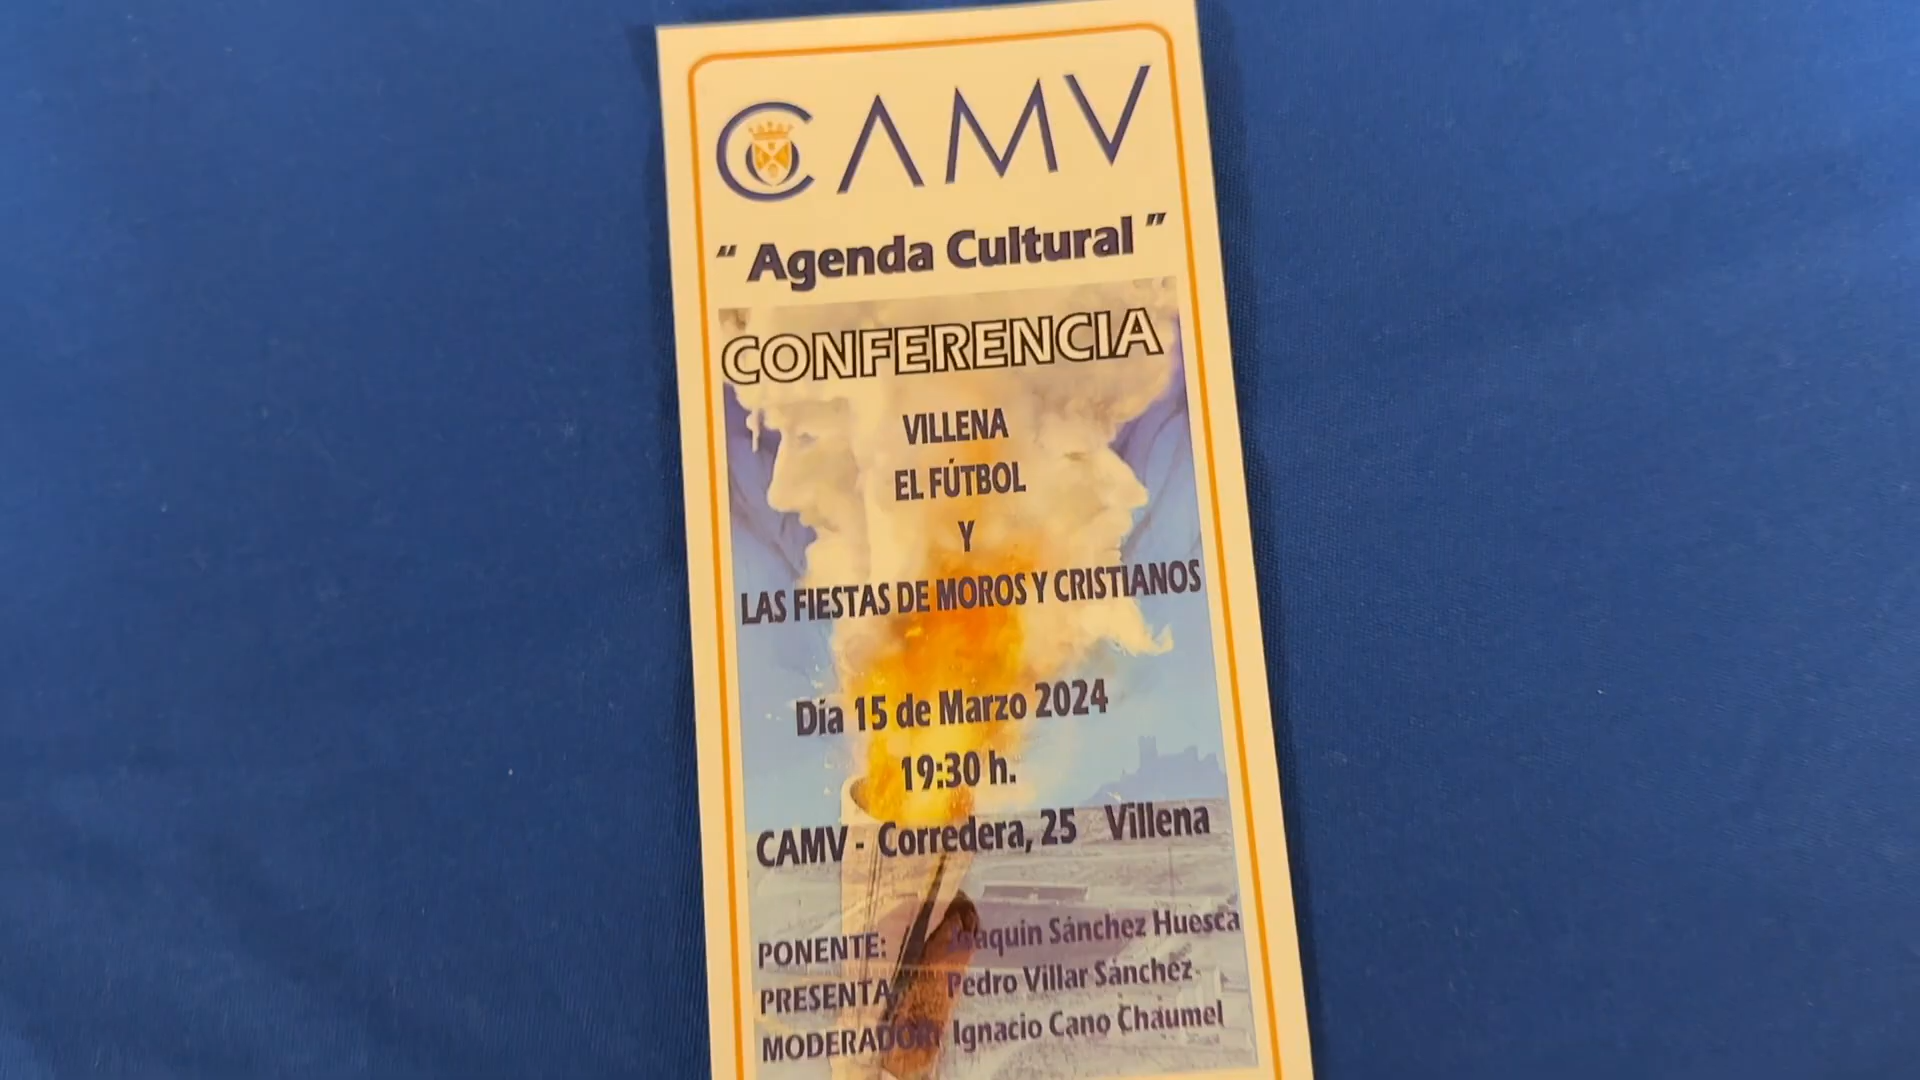 CAMV
“ Agenda Cultural ”
CONFERENCIA
VILLENA
EL FÚTBOL
Y
LAS FIESTAS DE MOROS Y CRISTIANOS
Día 15 de Marzo 2024
19:30 h.
CAMV - Corredera, 25 Villena
PONENTE: Joaquin Sánchez Huesca
PRESENTA: Pedro Villar Sánchez
MODERADOR: Ignacio Cano Chaumel